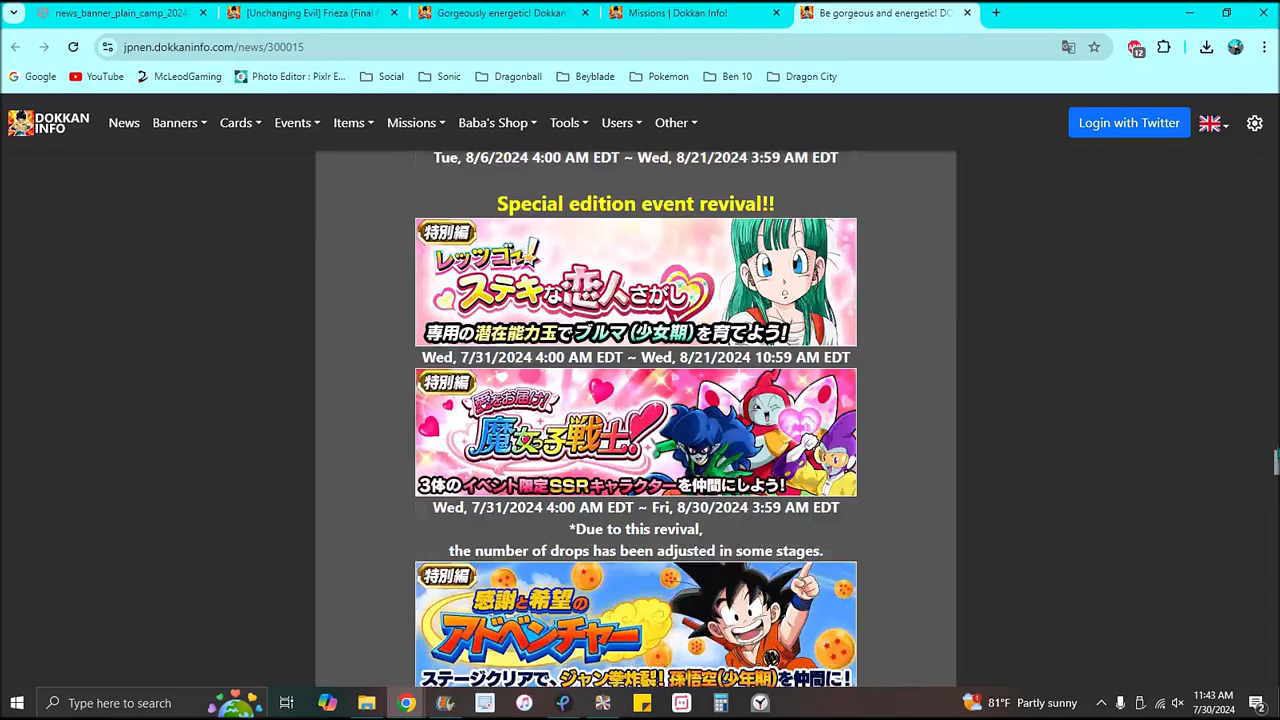 news_banner_plain_camp_2024
[Unchanging Evil] Frieza (Final F
Gorgeously energetic! Dokkan
Missions | Dokkan Info!
Be gorgeous and energetic! DO
jpnen.dokkaninfo.com/news/300015
12
Google
YouTube
McLeodGaming
Photo Editor : Pixlr E...
Social
Sonic
Dragonball
Beyblade
Pokemon
Ben 10
Dragon City
DOKKAN
INFO
News
Banners
Cards
Events
Items
Missions
Baba's Shop
Tools
Users
Other
Login with Twitter
Tue, 8/6/2024 4:00 AM EDT ~ Wed, 8/21/2024 3:59 AM EDT
Special edition event revival!!
特別編
レッツゴー!
ステキな恋人さがし
専用の潜在能力玉でブルマ(少女期)を育てよう!
Wed, 7/31/2024 4:00 AM EDT ~ Wed, 8/21/2024 10:59 AM EDT
特別編
愛をお届け!
魔女っ子戦士!
3体のイベント限定SSRキャラクターを仲間にしよう!
Wed, 7/31/2024 4:00 AM EDT ~ Fri, 8/30/2024 3:59 AM EDT
*Due to this revival,
the number of drops has been adjusted in some stages.
特別編
感謝と希望の
アドベンチャー
ステージクリアで、ジャン拳炸裂!! 孫悟空(少年期)を仲間に!
Type here to search
81°F Partly sunny
11:43 AM
7/30/2024
2